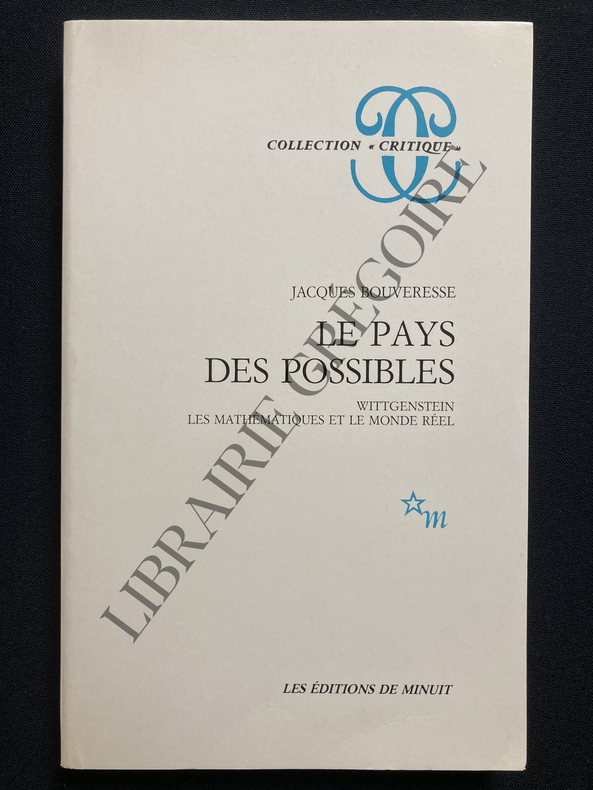 COLLECTION « CRITIQUE »
JACQUES BOUVERESSE
LE PAYS
DES POSSIBLES
WITTGENSTEIN
LES MATHÉMATIQUES ET LE MONDE RÉEL
m
LES ÉDITIONS DE MINUIT
LIBRAIRIE GRÉGOIRE